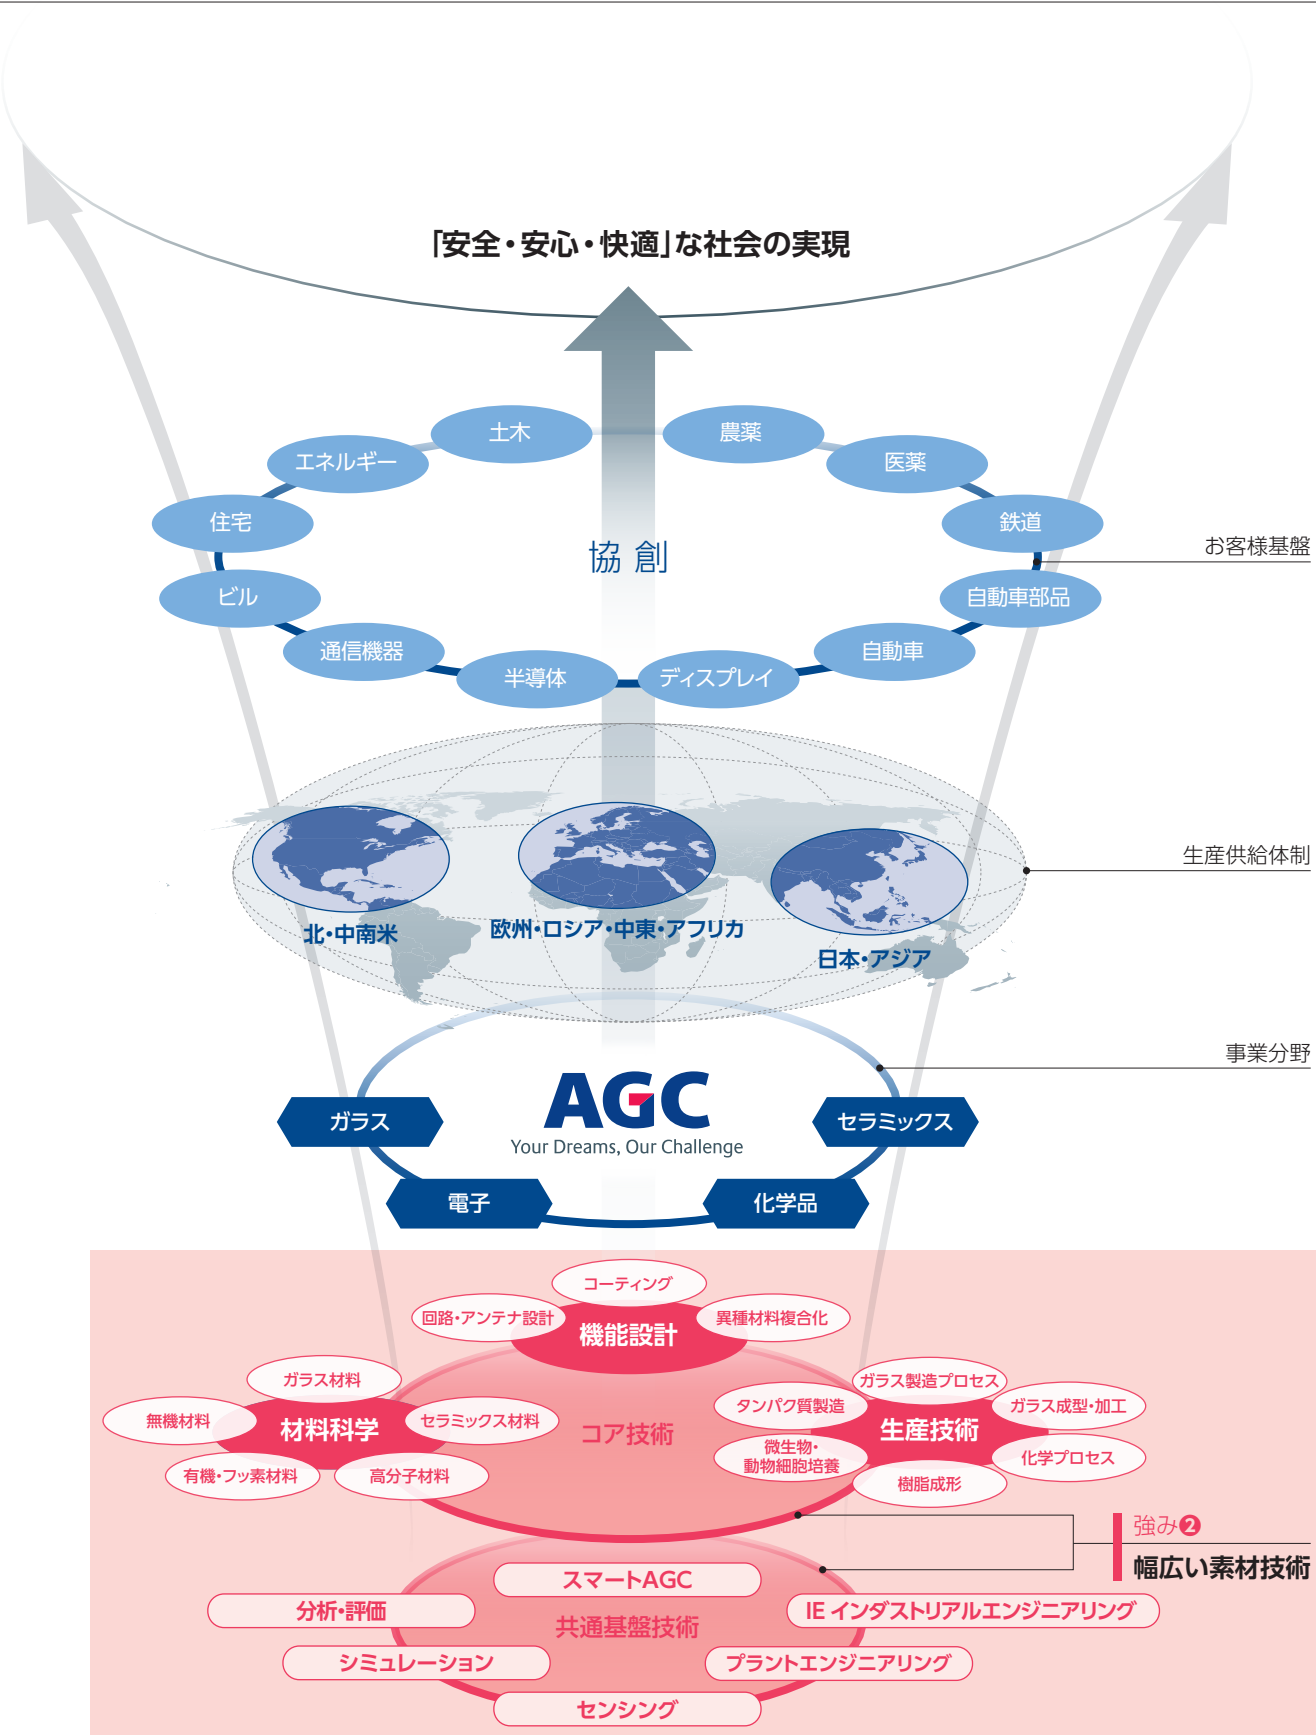 「安全・安心・快適」な社会の実現
土木
農薬
エネルギー
医薬
住宅
鉄道
協創
お客様基盤
ビル
自動車部品
通信機器
自動車
半導体
ディスプレイ
生産供給体制
北・中南米
欧州・ロシア・中東・アフリカ
日本・アジア
事業分野
AGC
Your Dreams, Our Challenge
ガラス
セラミックス
電子
化学品
コーティング
回路・アンテナ設計
異種材料複合化
機能設計
ガラス材料
無機材料
セラミックス材料
材料科学
有機・フッ素材料
高分子材料
コア技術
ガラス製造プロセス
タンパク質製造
ガラス成型・加工
生産技術
微生物・
動物細胞培養
化学プロセス
樹脂成形
強み❷
幅広い素材技術
スマートAGC
分析・評価
IE インダストリアルエンジニアリング
共通基盤技術
シミュレーション
プラントエンジニアリング
センシング